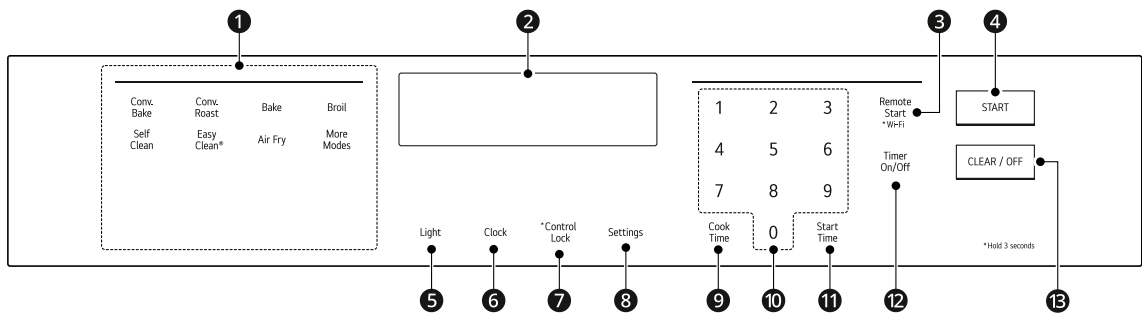 1 2 3 4
Conv.
Bake
Conv.
Roast
Bake
Broil
Self
Clean
Easy
Clean®
Air Fry
More
Modes
1 2 3
4 5 6
7 8 9
0
Remote
Start
*Wi-Fi
START
Timer
On/Off
CLEAR / OFF
Light
Clock
*Control
Lock
Settings
Cook
Time
Start
Time
*Hold 3 seconds
5 6 7 8 9 10 11 12 13